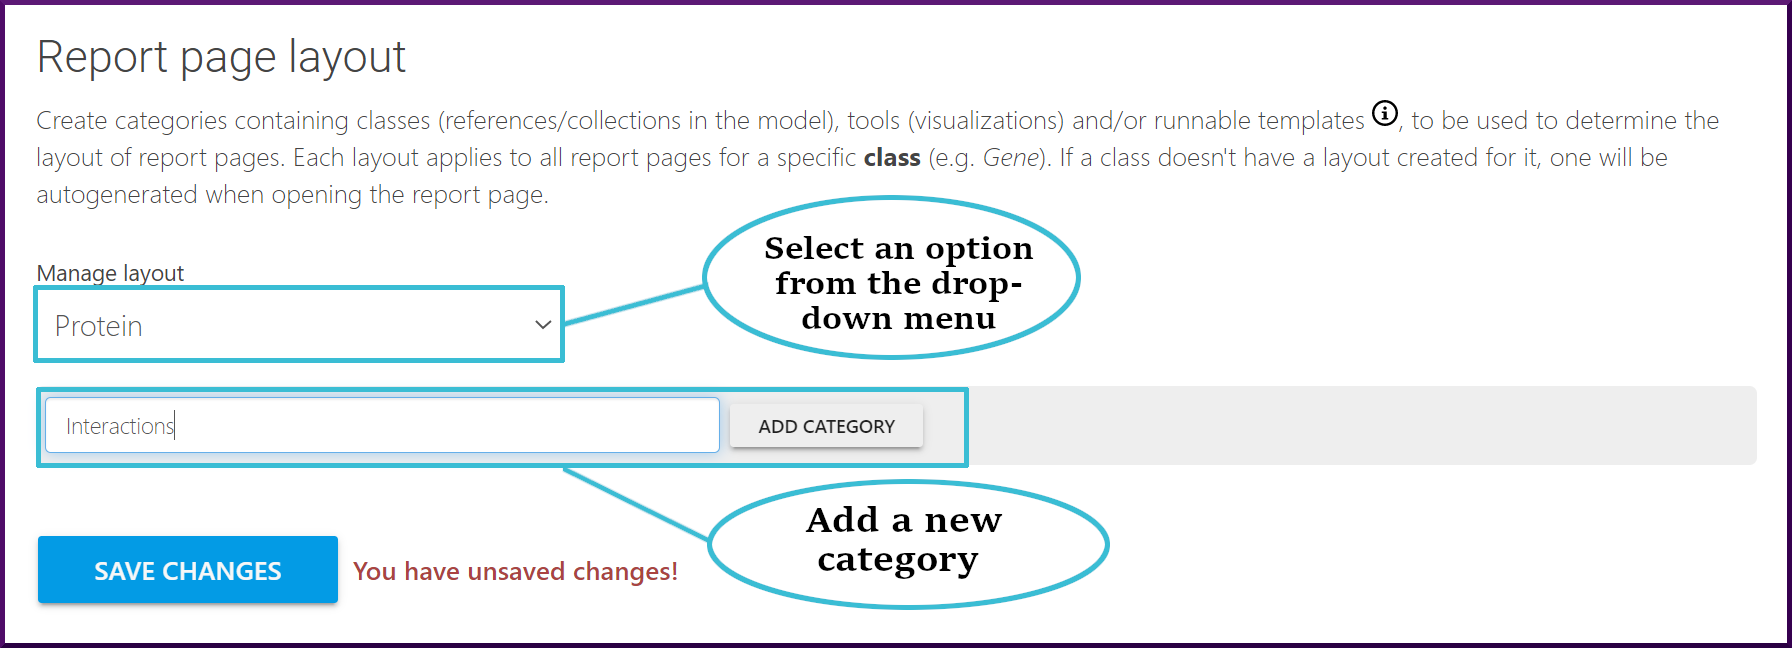 Report page layout
Create categories containing classes (references/collections in the model), tools (visualizations) and/or runnable templates , to be used to determine the
layout of report pages. Each layout applies to all report pages for a specific class (e.g. Gene). If a class doesn't have a layout created for it, one will be
autogenerated when opening the report page.
Select an option
from the drop-
down menu
Manage layout
Protein
Interactions
ADD CATEGORY
Add a new
category
SAVE CHANGES
You have unsaved changes!